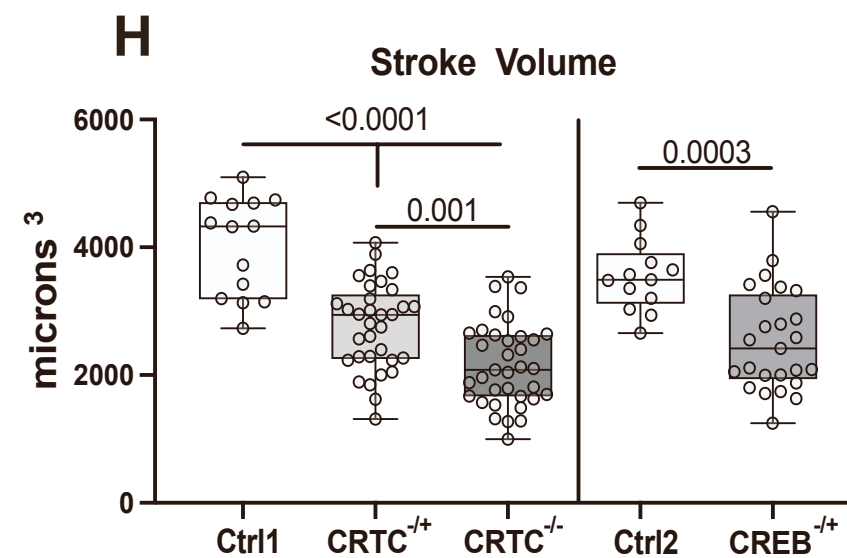 H
Stroke Volume
microns ³
6000
4000
2000
0
<0.0001
0.001
0.0003
Ctrl1
CRTC⁻/⁺
CRTC⁻/⁻
Ctrl2
CREB⁻/⁺